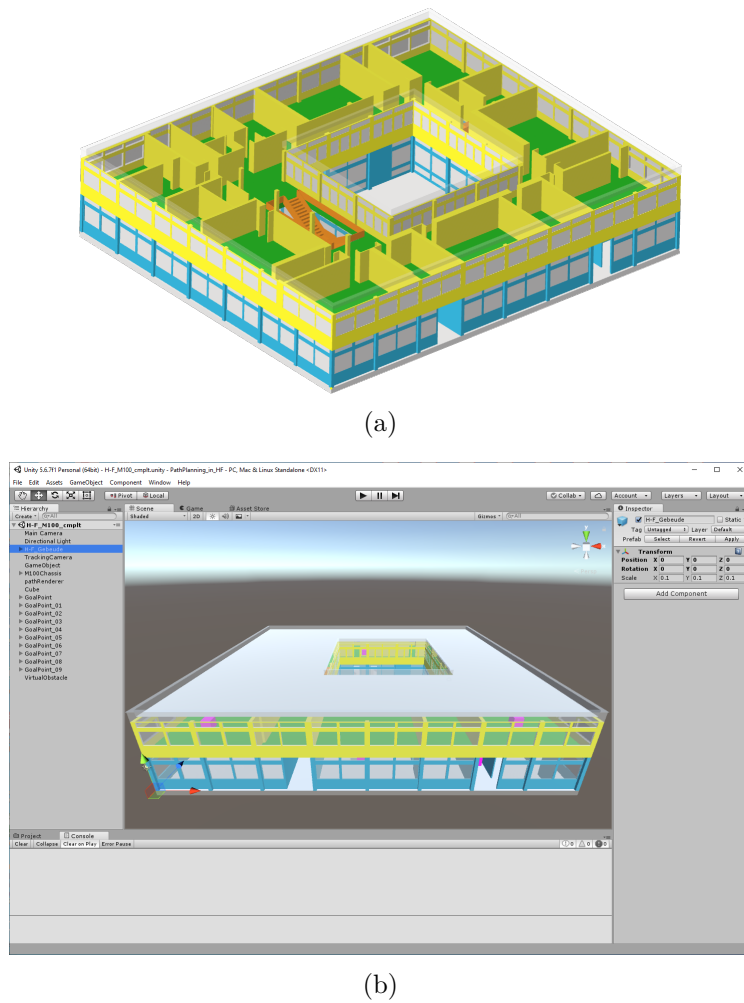 (a)
Unity 5.6.7f1 Personal (64bit) - H-F_M100_cmplt.unity - PathPlanning_in_HF - PC, Mac & Linux Standalone <DX11>
File Edit Assets GameObject Component Window Help
Pivot Local Collab Account Layers Layout
Hierarchy Scene Game Asset Store Inspector
Create All Shaded 2D Gizmos All H-F_Gebeude Static
H-F_M100_cmplt Tag Untagged Layer Default
Main Camera Prefab Select Revert Apply
Directional Light
H-F_Gebeude Transform
TrackingCamera Position X 0 Y 0 Z 0
GameObject Rotation X 0 Y 0 Z 0
M100Chassis Scale X 0.1 Y 0.1 Z 0.1
pathRenderer
Cube Add Component
GoalPoint
GoalPoint_01
GoalPoint_02
GoalPoint_03
GoalPoint_04
GoalPoint_05
GoalPoint_06
GoalPoint_07
GoalPoint_08
GoalPoint_09
VirtualObstacle
Project Console
Clear Collapse Clear on Play Error Pause 0 0 0
(b)